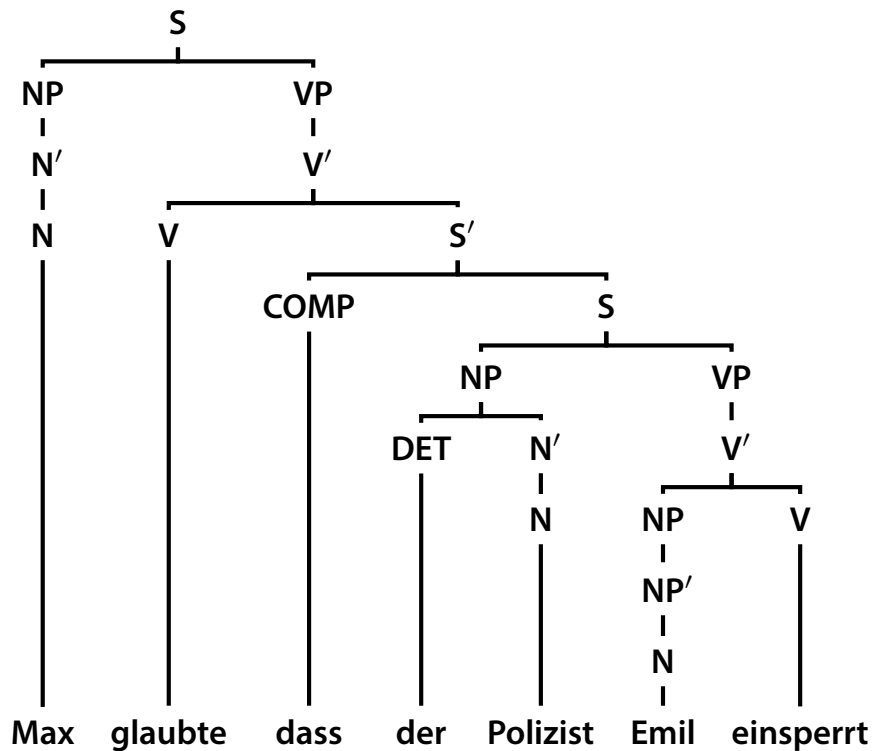 S
NP VP
N′ V′
N V S′
COMP S
NP VP
DET N′ V′
N NP V
NP′
N
Max glaubte dass der Polizist Emil einsperrt